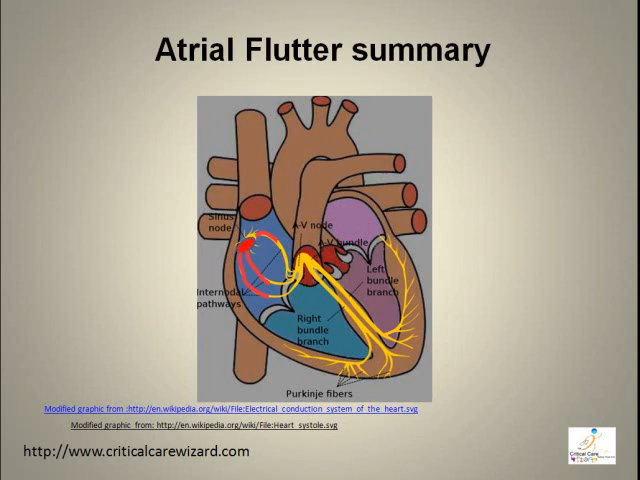 Atrial Flutter summary
Sinus
node
A-V node
A-V bundle
Internodal
pathways
Left
bundle
branch
Right
bundle
branch
Purkinje fibers
Modified graphic from :http://en.wikipedia.org/wiki/File:Electrical_conduction_system_of_the_heart.svg
Modified graphic from: http://en.wikipedia.org/wiki/File:Heart_systole.svg
http://www.criticalcarewizard.com
Critical Care